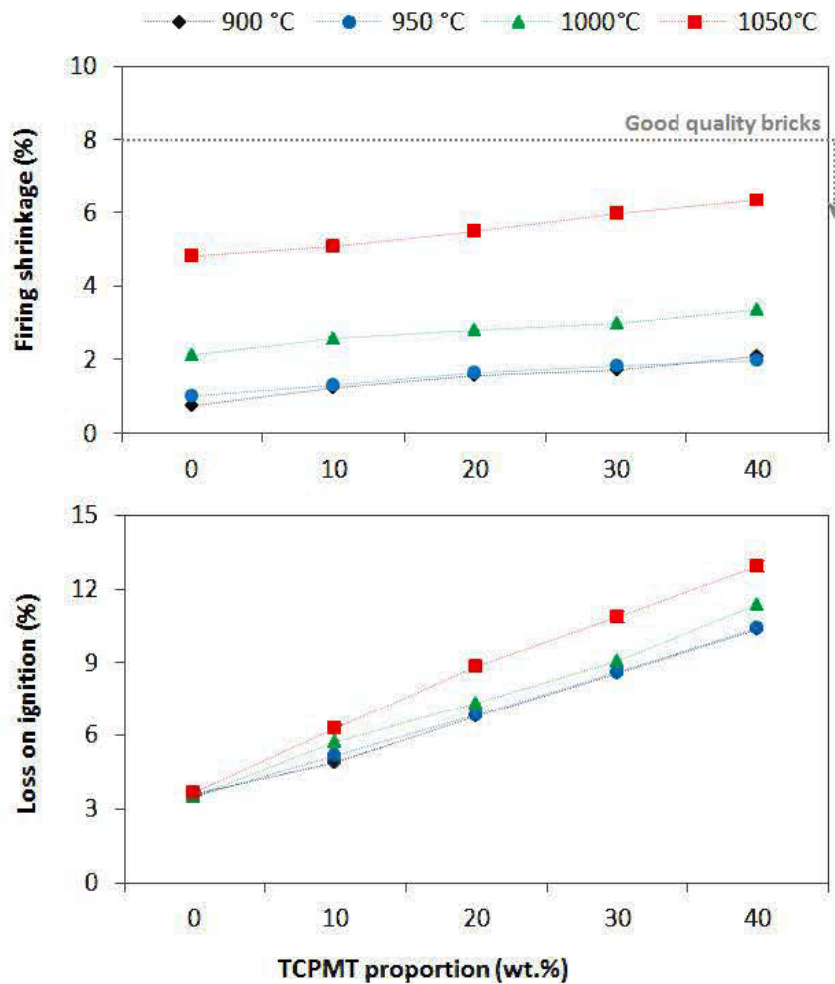 900 °C 950 °C 1000°C 1050°C
10
Good quality bricks
8
6
4
2
0
Firing shrinkage (%)
0 10 20 30 40
15
12
9
6
3
0
Loss on ignition (%)
0 10 20 30 40
TCPMT proportion (wt.%)